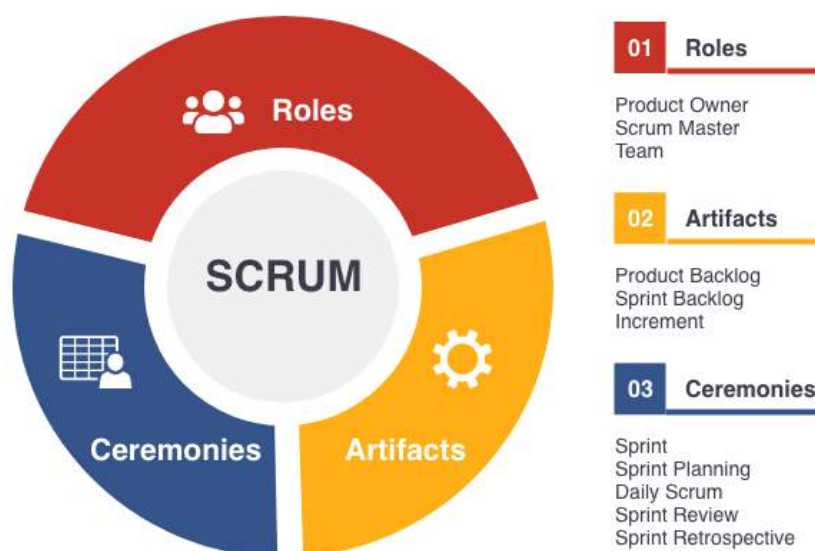 Roles
SCRUM
Ceremonies
Artifacts
01 Roles
Product Owner
Scrum Master
Team
02 Artifacts
Product Backlog
Sprint Backlog
Increment
03 Ceremonies
Sprint
Sprint Planning
Daily Scrum
Sprint Review
Sprint Retrospective